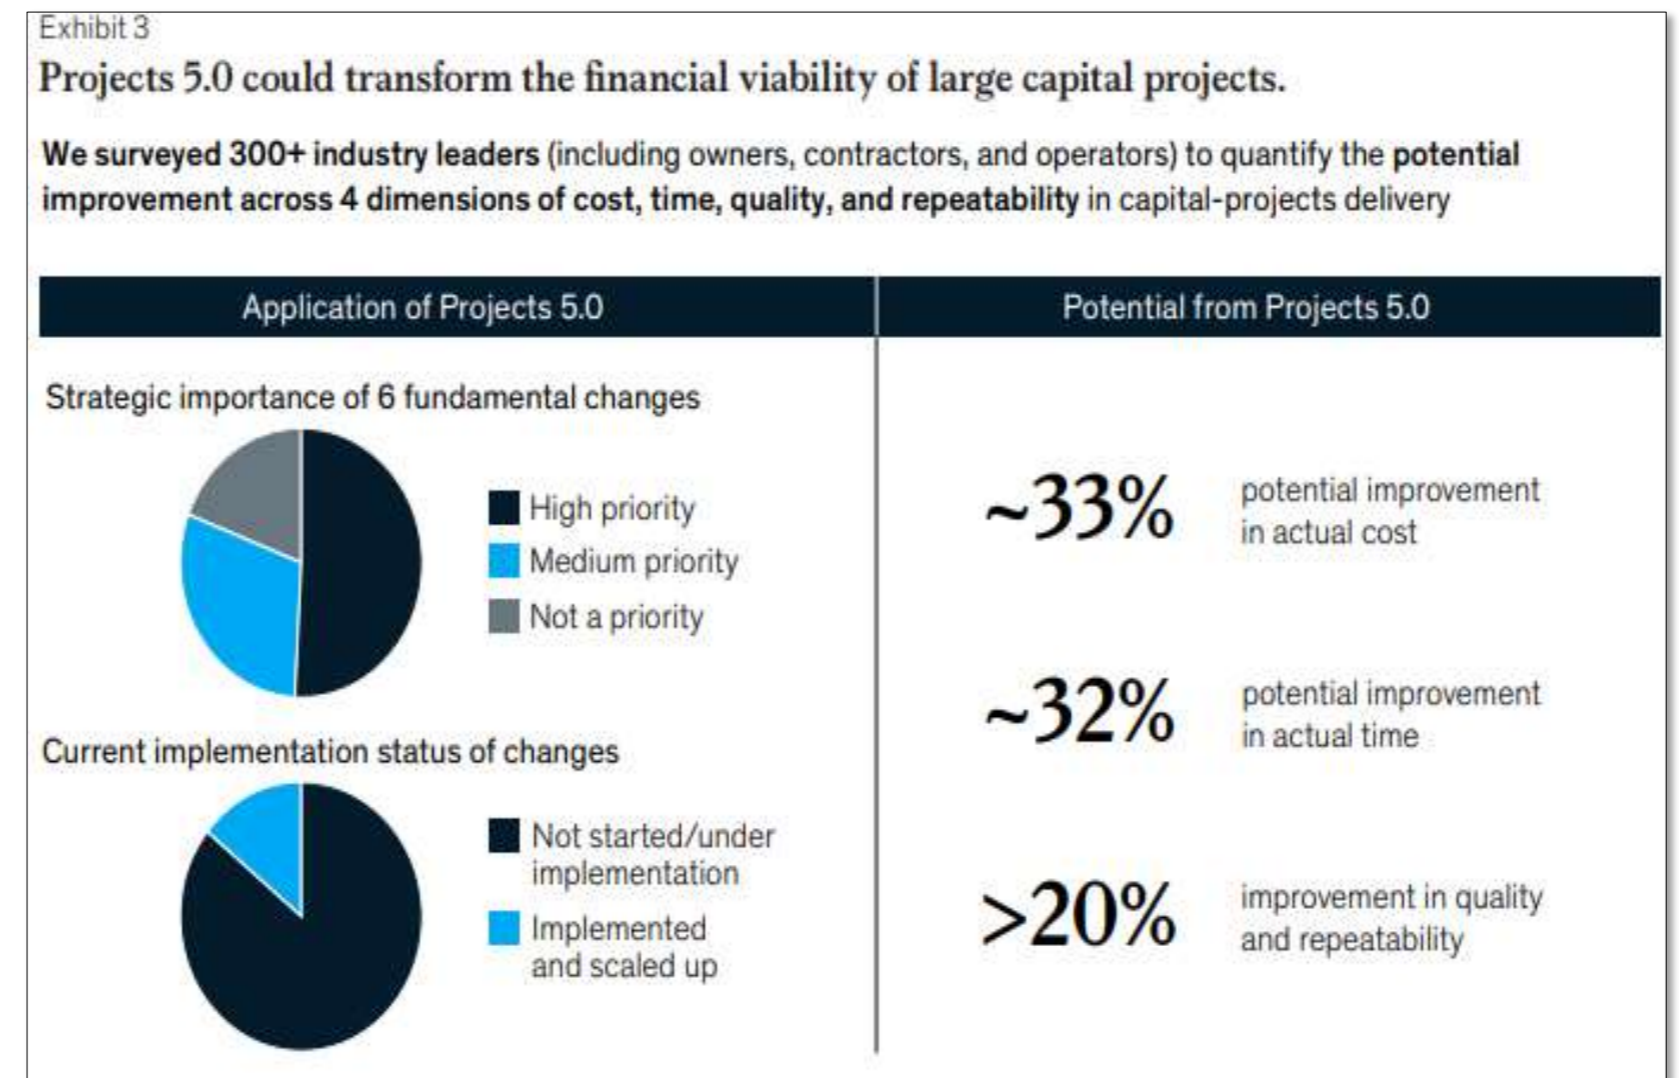 Exhibit 3
Projects 5.0 could transform the financial viability of large capital projects.
We surveyed 300+ industry leaders (including owners, contractors, and operators) to quantify the potential
improvement across 4 dimensions of cost, time, quality, and repeatability in capital-projects delivery
Application of Projects 5.0
Potential from Projects 5.0
Strategic importance of 6 fundamental changes
High priority
Medium priority
Not a priority
Current implementation status of changes
Not started/under
implementation
Implemented
and scaled up
~33%
potential improvement
in actual cost
~32%
potential improvement
in actual time
>20%
improvement in quality
and repeatability